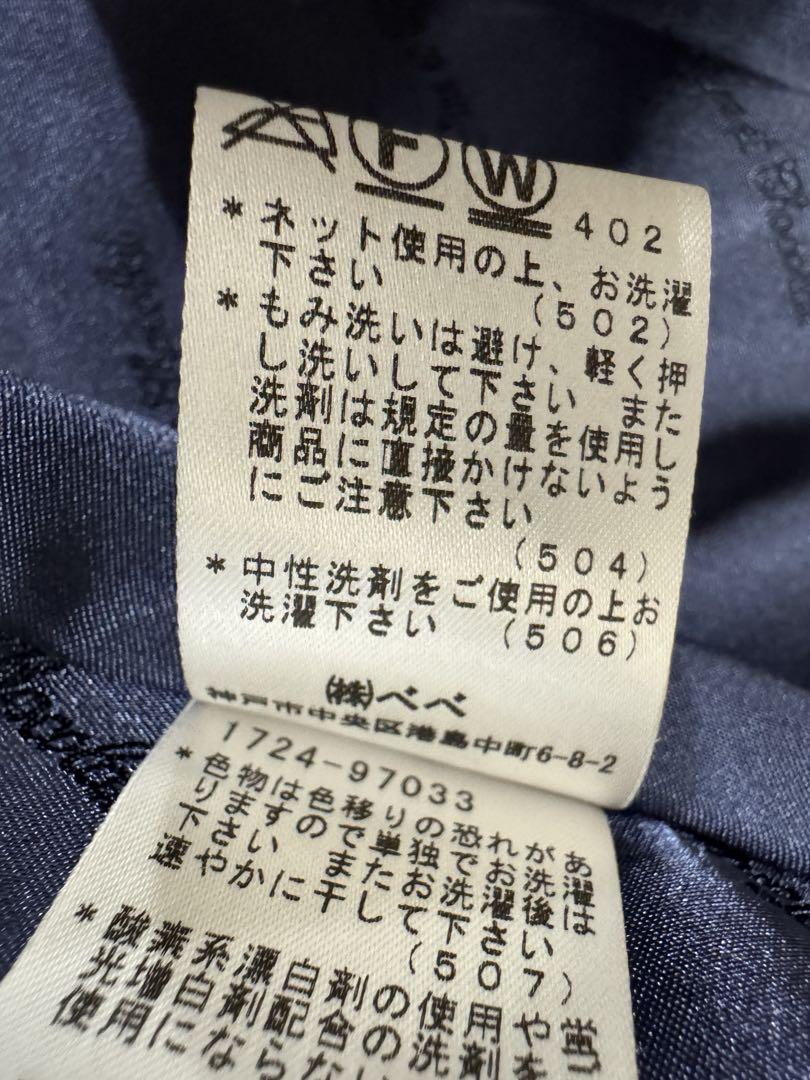 F W
402
* ネット使用の上、お洗濯
下さい (502)
* もみ洗いは避け、軽く押
し洗いして下さい また
洗剤は規定の量を使用し
商品に直接かけないよう
にご注意下さい
(504)
* 中性洗剤をご使用の上お
洗濯下さい (506)
㈱べべ
神戸市中央区港島中町6-8-2
1724-97033
* 色物は色移りの恐れがあ
りますので単独でお洗濯
下さい また お洗濯後は
速やかに干して下さい
(507)
* 酸素系漂白剤の使用や蛍
光増白剤配合の洗剤をご
使用になら